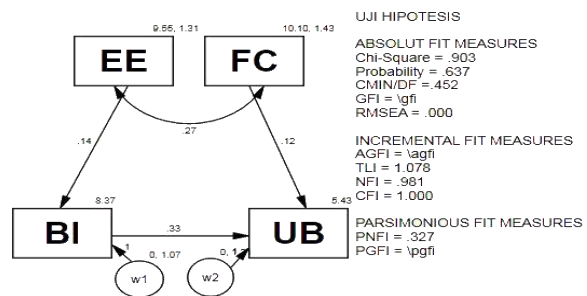 UJI HIPOTESIS
ABSOLUT FIT MEASURES
Chi-Square = .903
Probability = .637
CMIN/DF =.452
GFI = \gfi
RMSEA = .000
INCREMENTAL FIT MEASURES
AGFI = \agfi
TLI = 1.078
NFI = .981
CFI = 1.000
PARSIMONIOUS FIT MEASURES
PNFI = .327
PGFI = \pgfi
9.55, 1.31
EE
10.10, 1.43
FC
.27
.14
.12
8.37
BI
.33
5.43
UB
1
0, 1.07
w1
0,
w2